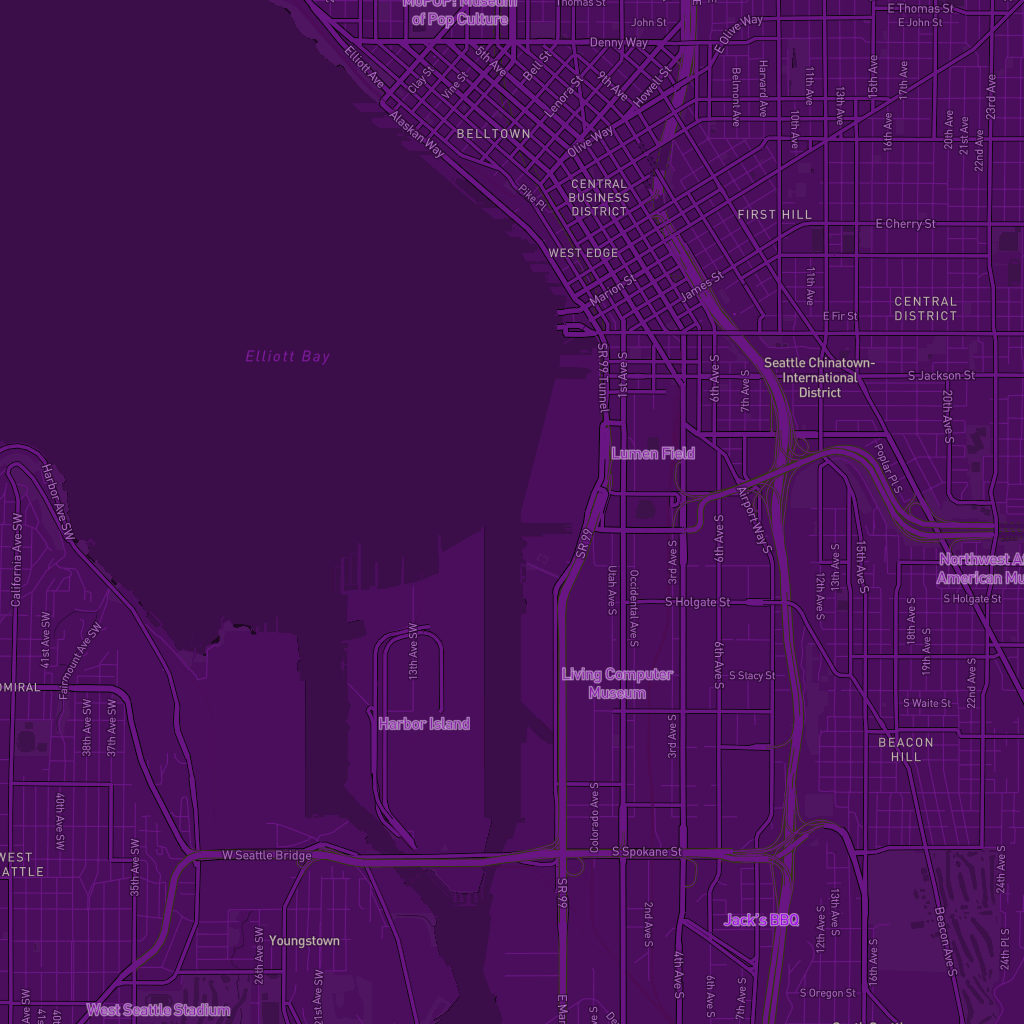 MoPOP: Museum
of Pop Culture
Thomas St
E Thomas St
John St
E John St
Denny Way
E Olive Way
Elliott Ave
Clay St
5th Ave
Vine St
Bell St
Lenora St
9th Ave
Howell St
Belmont Ave
Harvard Ave
11th Ave
10th Ave
13th Ave
15th Ave
17th Ave
16th Ave
20th Ave
21st Ave
22nd Ave
23rd Ave
Alaskan Way
BELLTOWN
Olive Way
Pike Pl
CENTRAL
BUSINESS
DISTRICT
FIRST HILL
E Cherry St
WEST EDGE
Marion St
James St
11th Ave
E Fir St
CENTRAL
DISTRICT
Elliott Bay
SR 99 Tunnel
1st Ave S
6th Ave S
7th Ave S
Seattle Chinatown-
International
District
S Jackson St
20th Ave S
Lumen Field
Poplar Pl S
Harbor Ave SW
California Ave SW
Airport Way S
SR 99
3rd Ave S
6th Ave S
Utah Ave S
Occidental Ave S
12th Ave S
13th Ave S
15th Ave S
Northwest Af
American Mu
S Holgate St
S Holgate St
18th Ave S
19th Ave S
22nd Ave S
41st Ave SW
Fairmount Ave SW
13th Ave SW
6th Ave S
Living Computer
Museum
S Stacy St
S Waite St
38th Ave SW
37th Ave SW
Harbor Island
3rd Ave S
BEACON
HILL
40th Ave SW
35th Ave SW
Colorado Ave S
W Seattle Bridge
S Spokane St
WEST
24th Ave S
SR 99
2nd Ave S
Jack's BBQ
12th Ave S
13th Ave S
16th Ave S
Beacon Ave S
24th Pl S
Youngstown
26th Ave SW
21st Ave SW
4th Ave S
6th Ave S
7th Ave S
S Oregon St
West Seattle Stadium